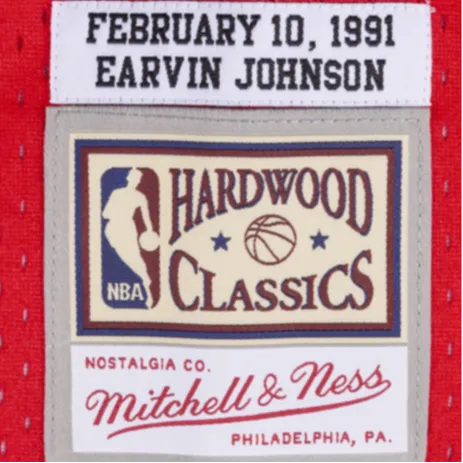 FEBRUARY 10, 1991
EARVIN JOHNSON
HARDWOOD
NBA
CLASSICS
NOSTALGIA CO.
Mitchell & Ness
PHILADELPHIA, PA.